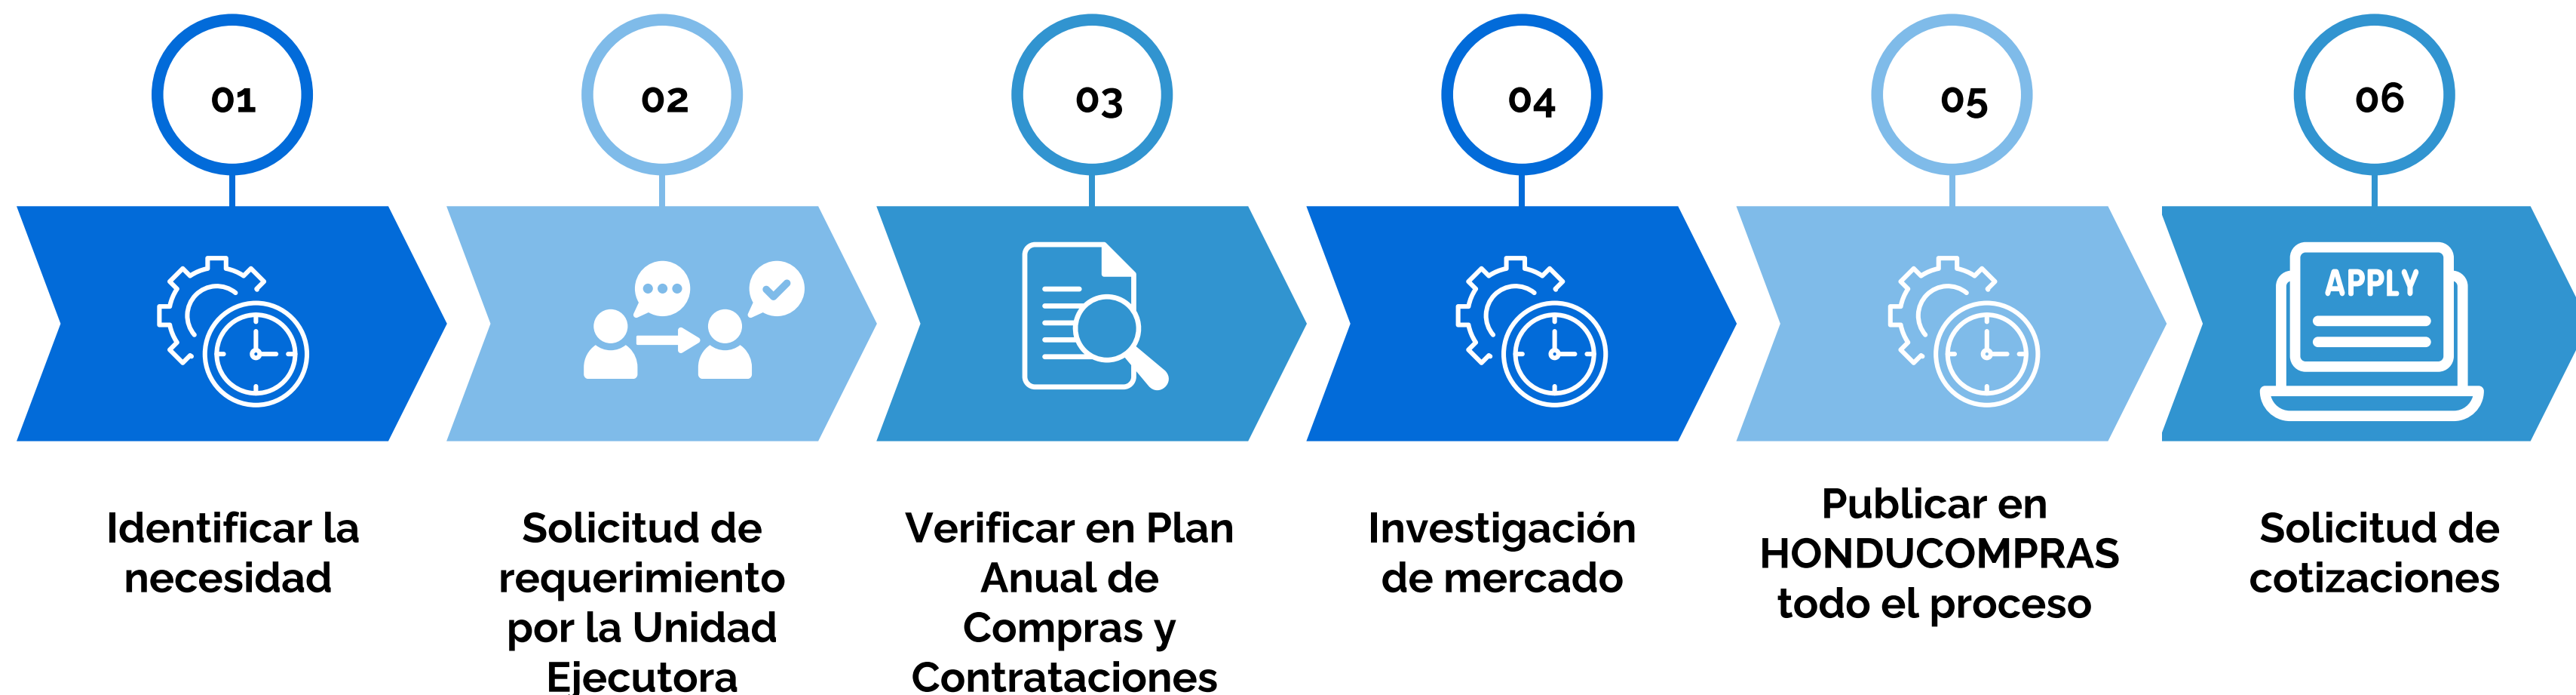 01
02
03
04
05
06
APPLY
Identificar la
necesidad
Solicitud de
requerimiento
por la Unidad
Ejecutora
Verificar en Plan
Anual de
Compras y
Contrataciones
Investigación
de mercado
Publicar en
HONDUCOMPRAS
todo el proceso
Solicitud de
cotizaciones